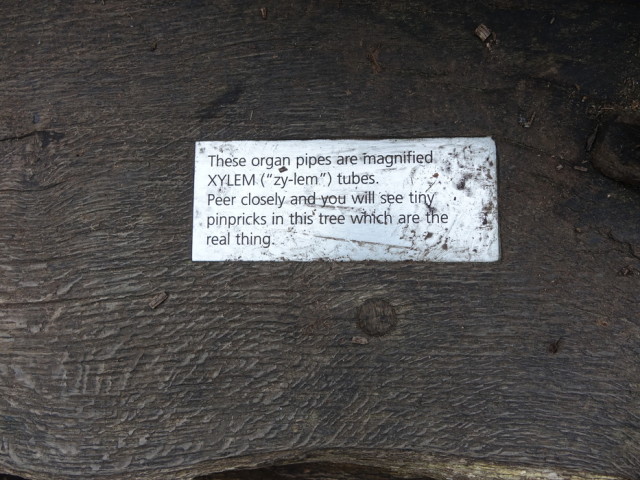 These organ pipes are magnified
XYLEM ("zy-lem") tubes.
Peer closely and you will see tiny
pinpricks in this tree which are the
real thing.